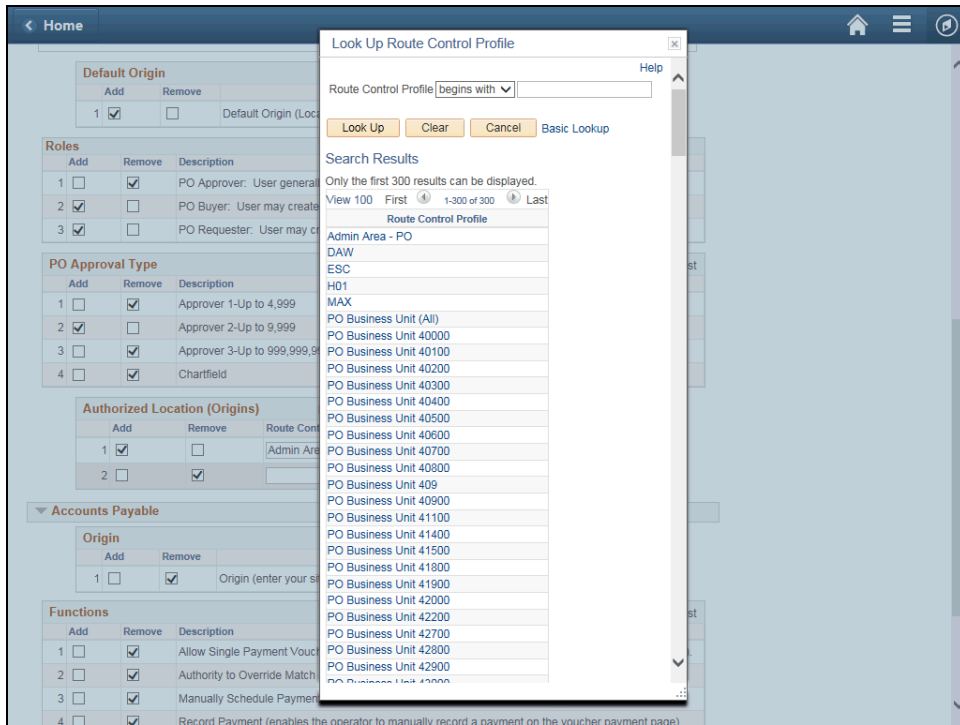 Home
Default Origin
Add Remove
1 Default Origin (Loca
Roles
Add Remove Description
1 PO Approver: User generall
2 PO Buyer: User may create
3 PO Requester: User may cr
PO Approval Type
st
Add Remove Description
1 Approver 1-Up to 4,999
2 Approver 2-Up to 9,999
3 Approver 3-Up to 999,999,9
4 Chartfield
Authorized Location (Origins)
Add Remove Route Cont
1 Admin Are
2
Accounts Payable
Origin
Add Remove
1 Origin (enter your si
Functions
st
Add Remove Description
1 Allow Single Payment Vouch ).
2 Authority to Override Match
3 Manually Schedule Payment
4 Record Payment (enables the operator to manually record a payment on the voucher payment page)
Look Up Route Control Profile
Help
Route Control Profile begins with
Look Up Clear Cancel Basic Lookup
Search Results
Only the first 300 results can be displayed.
View 100 First 1-300 of 300 Last
Route Control Profile
Admin Area - PO
DAW
ESC
H01
MAX
PO Business Unit (All)
PO Business Unit 40000
PO Business Unit 40100
PO Business Unit 40200
PO Business Unit 40300
PO Business Unit 40400
PO Business Unit 40500
PO Business Unit 40600
PO Business Unit 40700
PO Business Unit 40800
PO Business Unit 409
PO Business Unit 40900
PO Business Unit 41100
PO Business Unit 41400
PO Business Unit 41500
PO Business Unit 41800
PO Business Unit 41900
PO Business Unit 42000
PO Business Unit 42200
PO Business Unit 42700
PO Business Unit 42800
PO Business Unit 42900
PO Business Unit